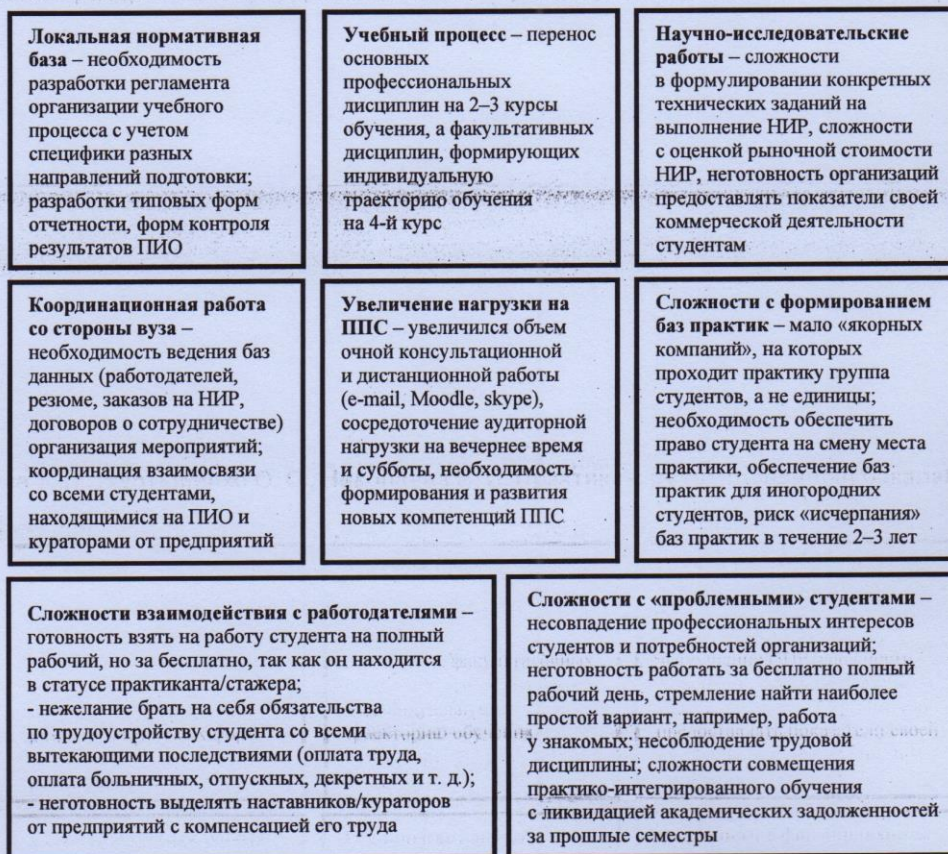 Локальная нормативная
база – необходимость
разработки регламента
организации учебного
процесса с учетом
специфики разных
направлений подготовки;
разработки типовых форм
отчетности, форм контроля
результатов ПИО
Учебный процесс – перенос
основных
профессиональных
дисциплин на 2–3 курсы
обучения, а факультативных
дисциплин, формирующих
индивидуальную
траекторию обучения
на 4-й курс
Научно-исследовательские
работы – сложности
в формулировании конкретных
технических заданий на
выполнение НИР, сложности
с оценкой рыночной стоимости
НИР, неготовность организаций
предоставлять показатели своей
коммерческой деятельности
студентам
Координационная работа
со стороны вуза –
необходимость ведения баз
данных (работодателей,
резюме, заказов на НИР,
договоров о сотрудничестве)
организация мероприятий;
координация взаимосвязи
со всеми студентами,
находящимися на ПИО и
кураторами от предприятий
Увеличение нагрузки на
ППС – увеличился объем
очной консультационной
и дистанционной работы
(e-mail, Moodle, skype),
сосредоточение аудиторной
нагрузки на вечернее время
и субботы, необходимость
формирования и развития
новых компетенций ППС
Сложности с формированием
баз практик – мало «якорных
компаний», на которых
проходит практику группа
студентов, а не единицы;
необходимость обеспечить
право студента на смену места
практики, обеспечение баз
практик для иногородних
студентов, риск «исчерпания»
баз практик в течение 2–3 лет
Сложности взаимодействия с работодателями –
готовность взять на работу студента на полный
рабочий, но за бесплатно, так как он находится
в статусе практиканта/стажера;
- нежелание брать на себя обязательства
по трудоустройству студента со всеми
вытекающими последствиями (оплата труда,
оплата больничных, отпускных, декретных и т. д.);
- неготовность выделять наставников/кураторов
от предприятий с компенсацией его труда
Сложности с «проблемными» студентами –
несовпадение профессиональных интересов
студентов и потребностей организаций;
неготовность работать за бесплатно полный
рабочий день, стремление найти наиболее
простой вариант, например, работа
у знакомых; несоблюдение трудовой
дисциплины; сложности совмещения
практико-интегрированного обучения
с ликвидацией академических задолженностей
за прошлые семестры